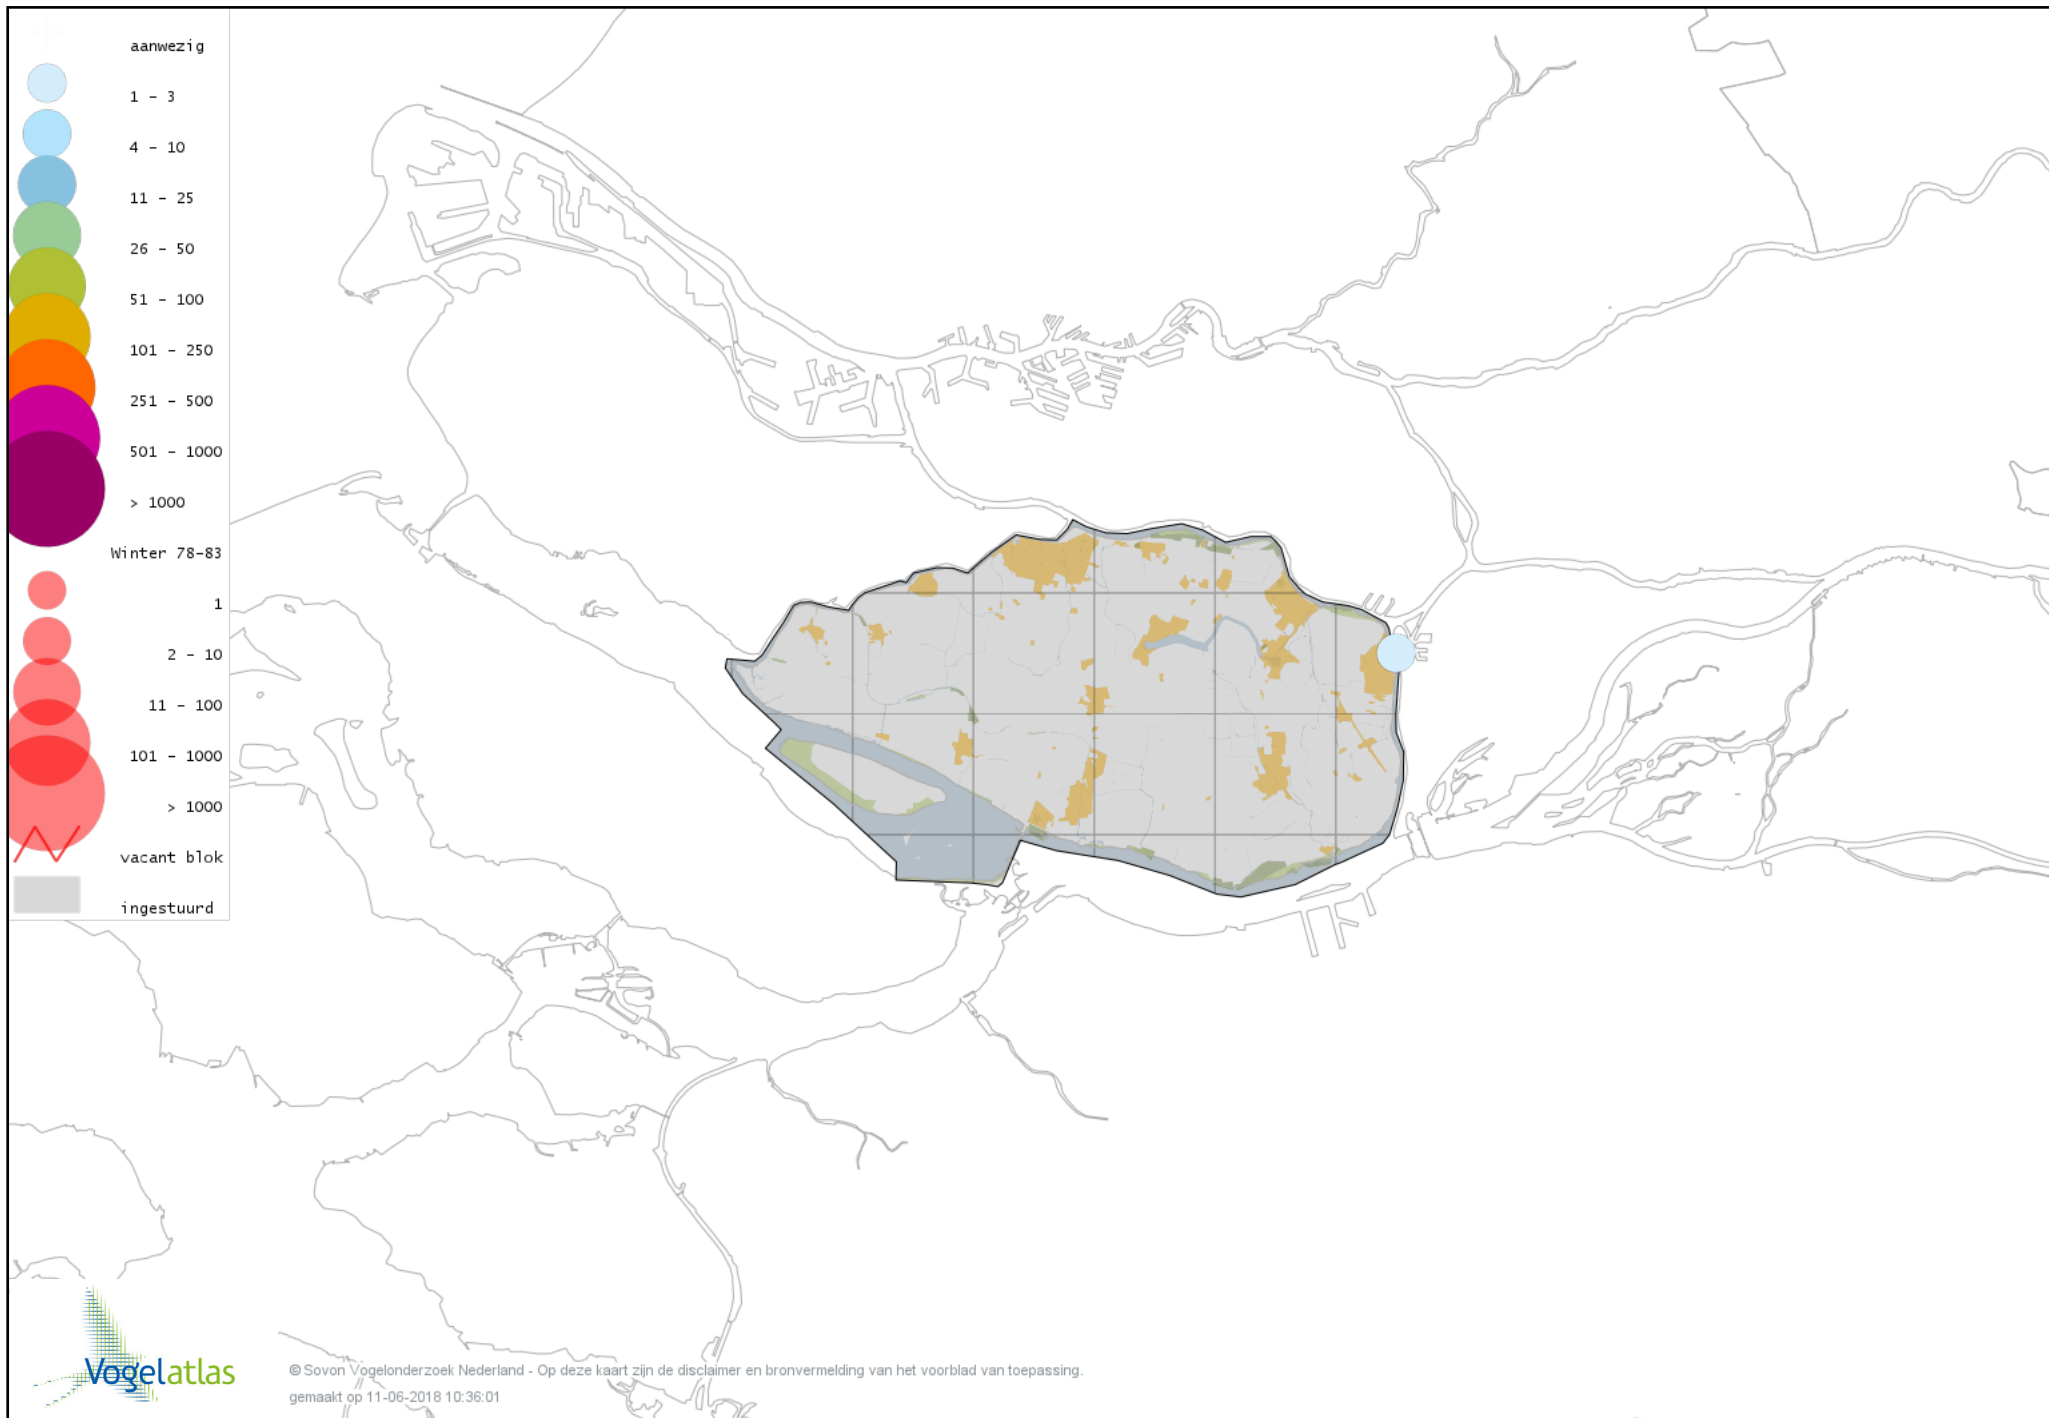 aanwezig
1 - 3
4 - 10
11 - 25
26 - 50
51 - 100
101 - 250
251 - 500
501 - 1000
> 1000
Winter 78-83
1
2 - 10
11 - 100
101 - 1000
> 1000
vacant blok
ingestuurd
Vogelatlas
© Sovon Vogelonderzoek Nederland - Op deze kaart zijn de disclaimer en bronvermelding van het voorblad van toepassing.
gemaakt op 11-06-2018 10:36:01